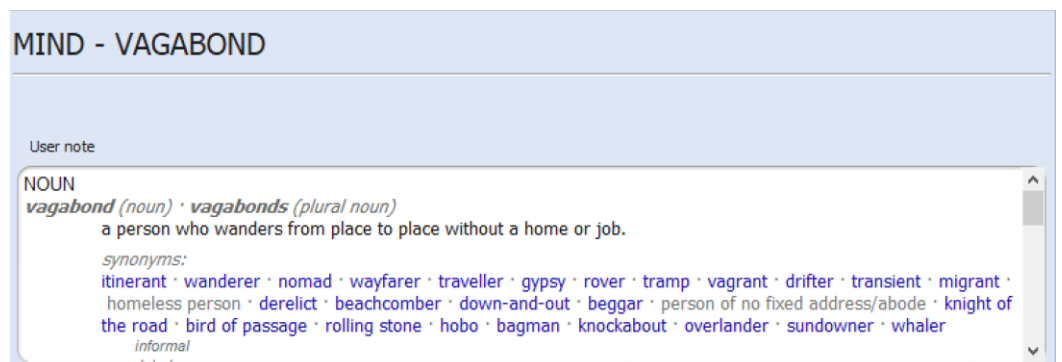 MIND - VAGABOND
User note
NOUN
vagabond (noun) · vagabonds (plural noun)
a person who wanders from place to place without a home or job.
synonyms:
itinerant · wanderer · nomad · wayfarer · traveller · gypsy · rover · tramp · vagrant · drifter · transient · migrant ·
homeless person · derelict · beachcomber · down-and-out · beggar · person of no fixed address/abode · knight of
the road · bird of passage · rolling stone · hobo · bagman · knockabout · overlander · sundowner · whaler
informal